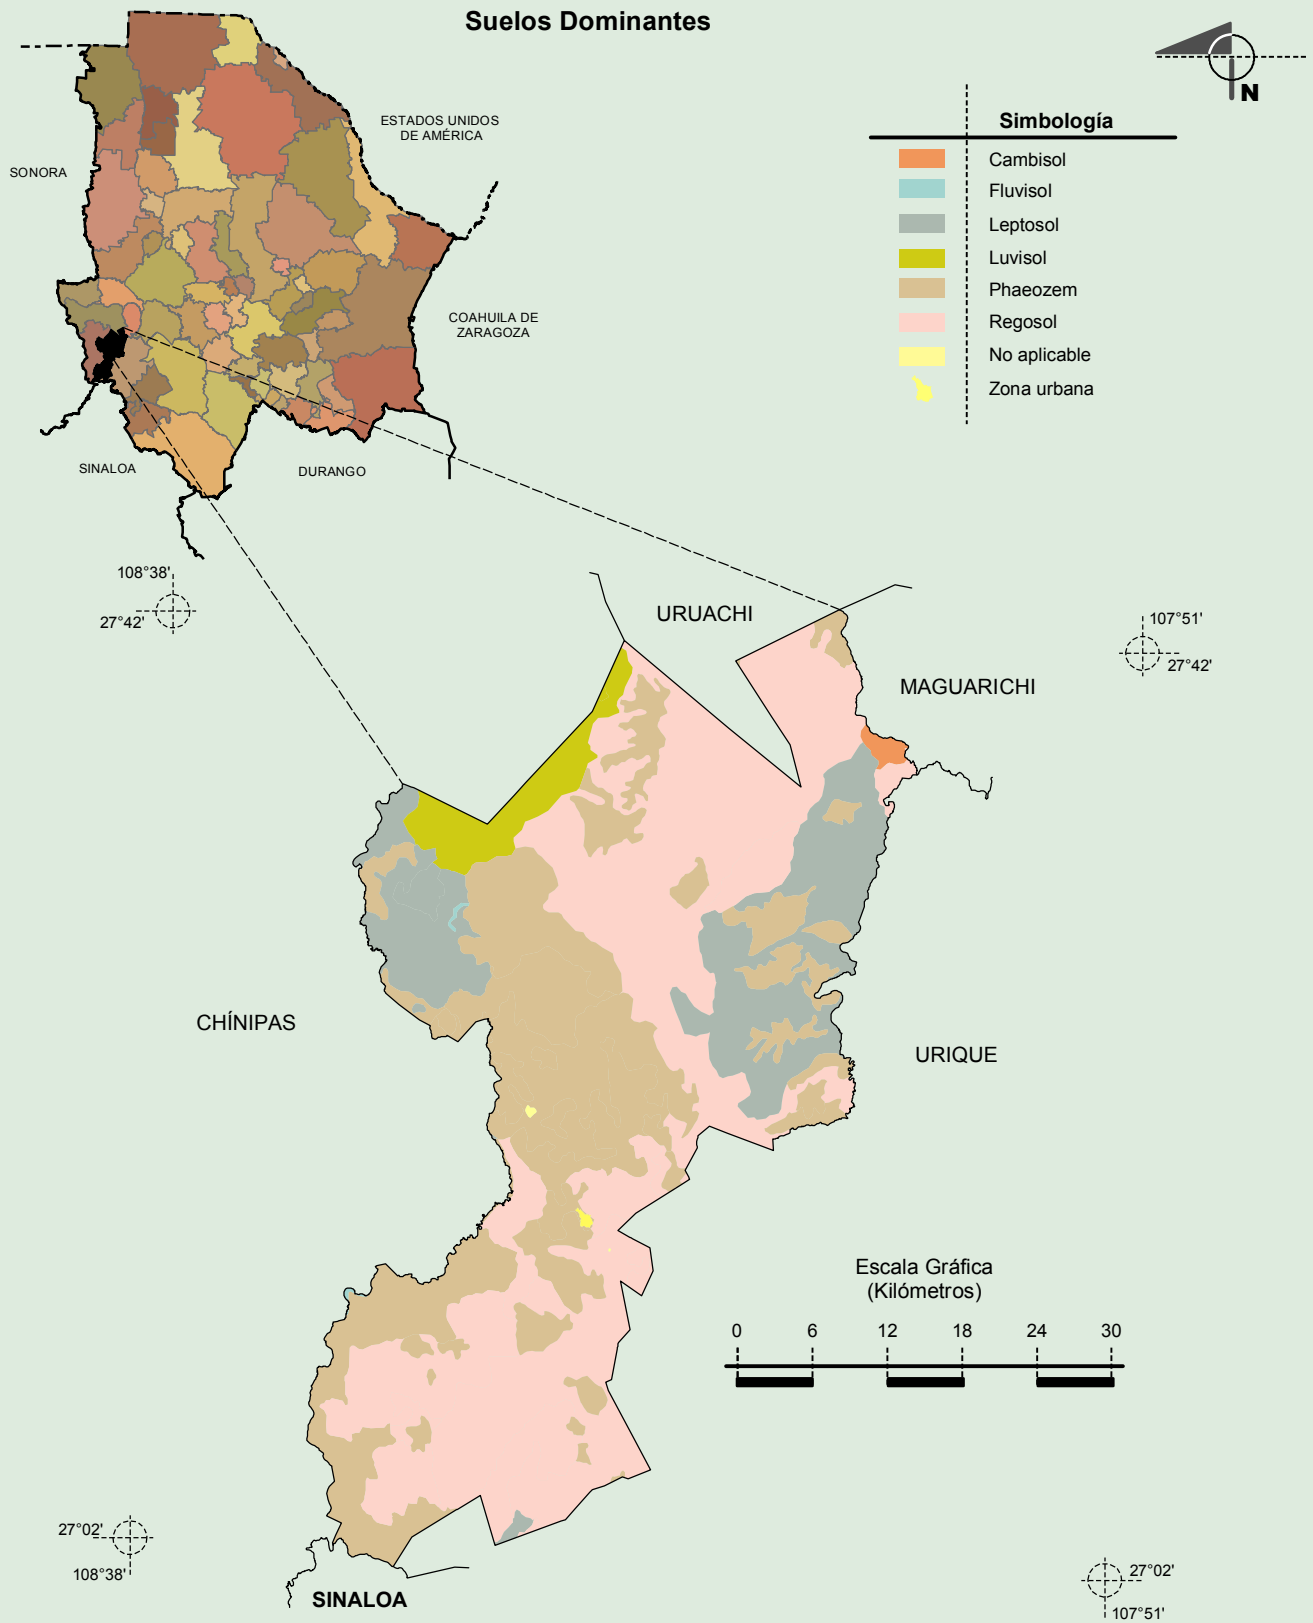 Suelos Dominantes
N
ESTADOS UNIDOS
DE AMÉRICA
SONORA
COAHUILA DE
ZARAGOZA
SINALOA
DURANGO
Simbología
Cambisol
Fluvisol
Leptosol
Luvisol
Phaeozem
Regosol
No aplicable
Zona urbana
108°38'
27°42'
107°51'
27°42'
URUACHI
MAGUARICHI
CHÍNIPAS
URIQUE
Escala Gráfica
(Kilómetros)
0 6 12 18 24 30
27°02'
108°38'
SINALOA
27°02'
107°51'